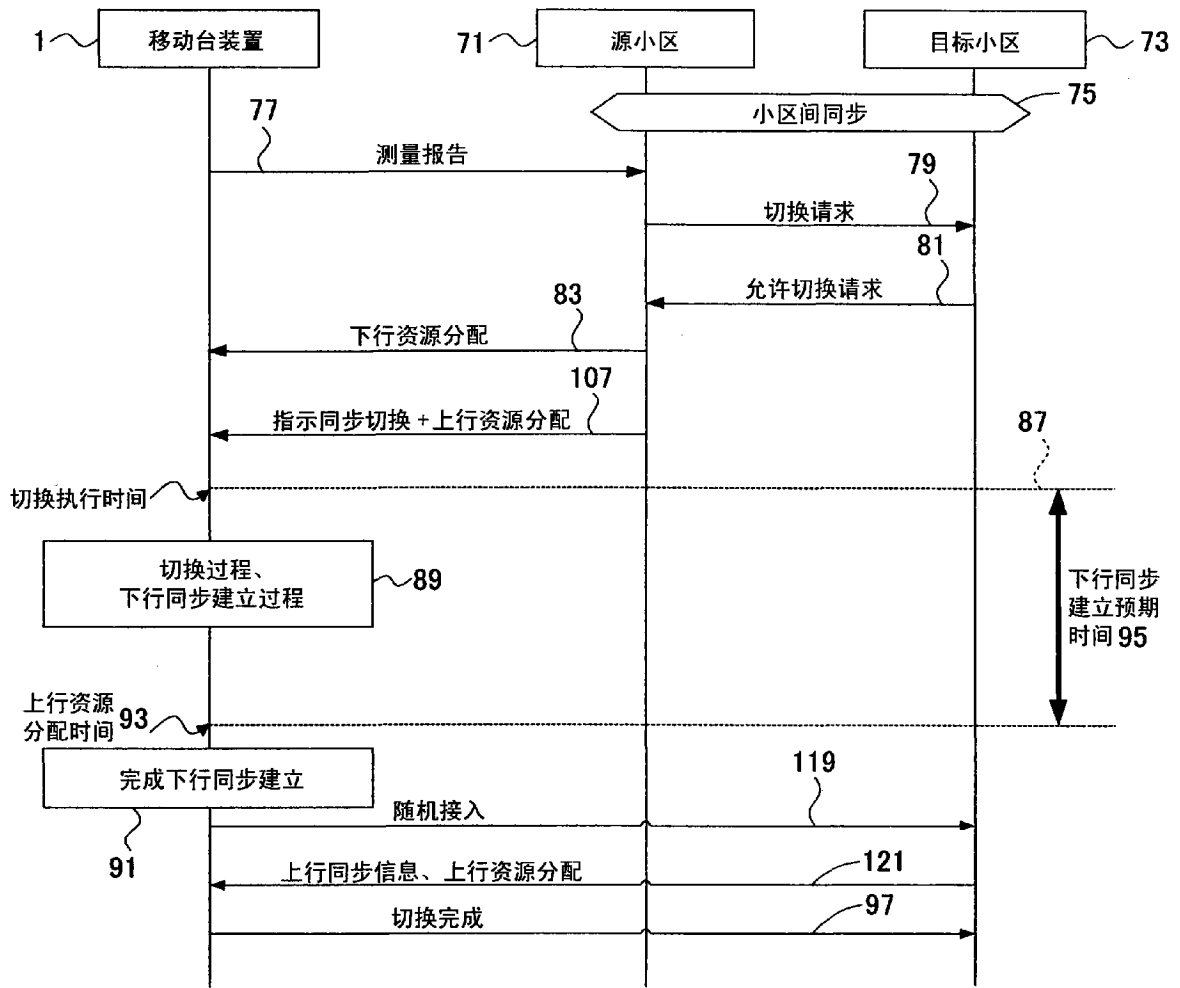 1
移动台装置
71
源小区
目标小区
73
小区间同步
75
77
测量报告
79
切换请求
81
允许切换请求
83
下行资源分配
107
指示同步切换+上行资源分配
87
切换执行时间
切换过程、
下行同步建立过程
89
下行同步
建立预期
时间95
上行资源
分配时间
93
完成下行同步建立
91
119
随机接入
121
上行同步信息、上行资源分配
97
切换完成